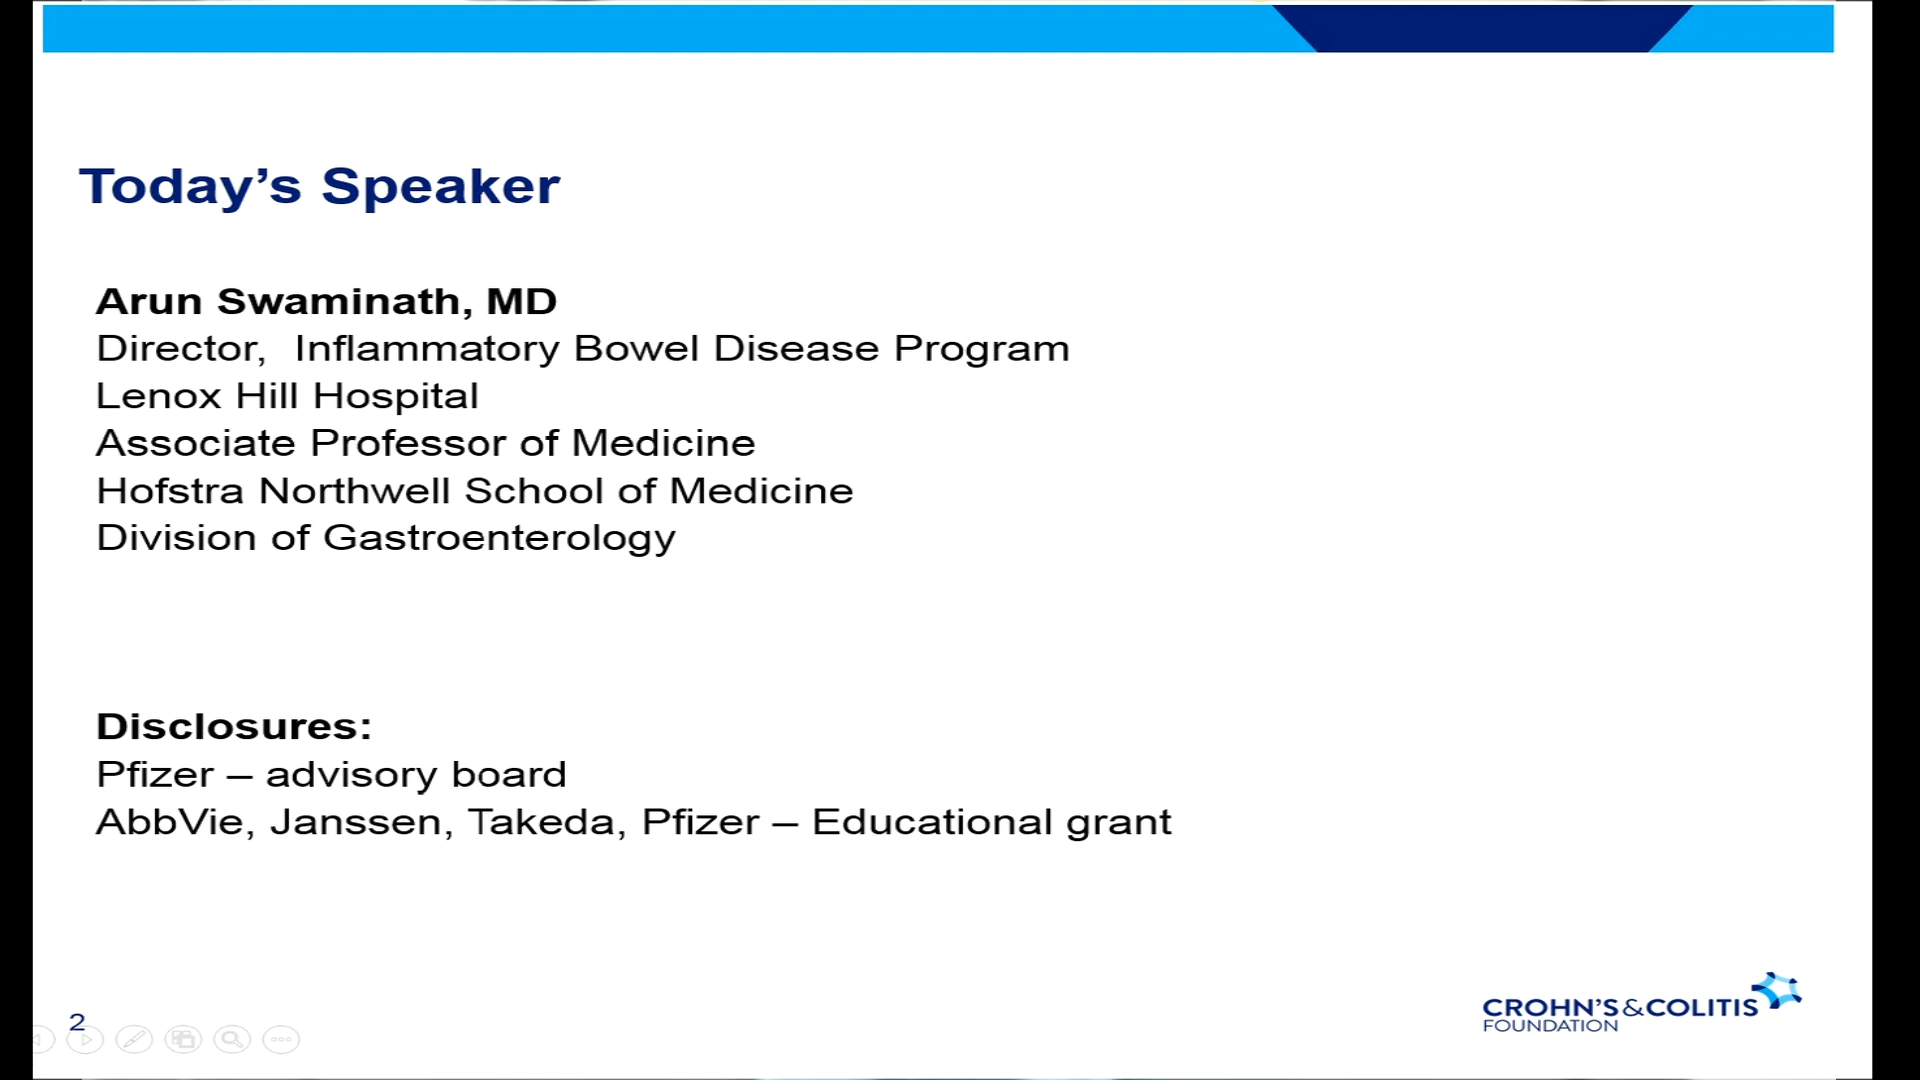 Today’s Speaker
Arun Swaminath, MD
Director,  Inflammatory Bowel Disease Program
Lenox Hill Hospital
Associate Professor of Medicine
Hofstra Northwell School of Medicine
Division of Gastroenterology
Disclosures:
Pfizer – advisory board
AbbVie, Janssen, Takeda, Pfizer – Educational grant
2
CROHN’S & COLITIS
FOUNDATION